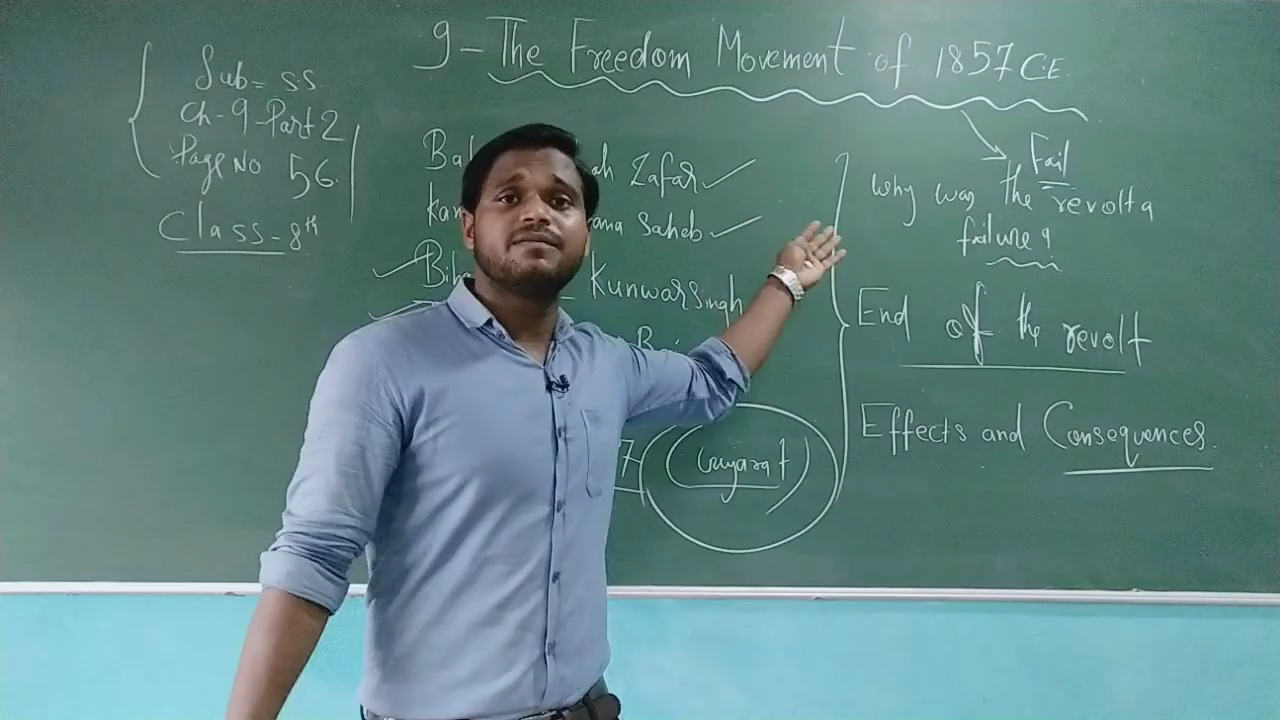 9 - The Freedom Movement of 1857 C.E.
Sub = S.S.
Ch-9-Part 2
Page No 56.
Class-8th
Zafar
Saheb
Kunwar Singh
Gujarat
Fail
why was the revolt a
failure ?
End of the revolt
Effects and Consequences.